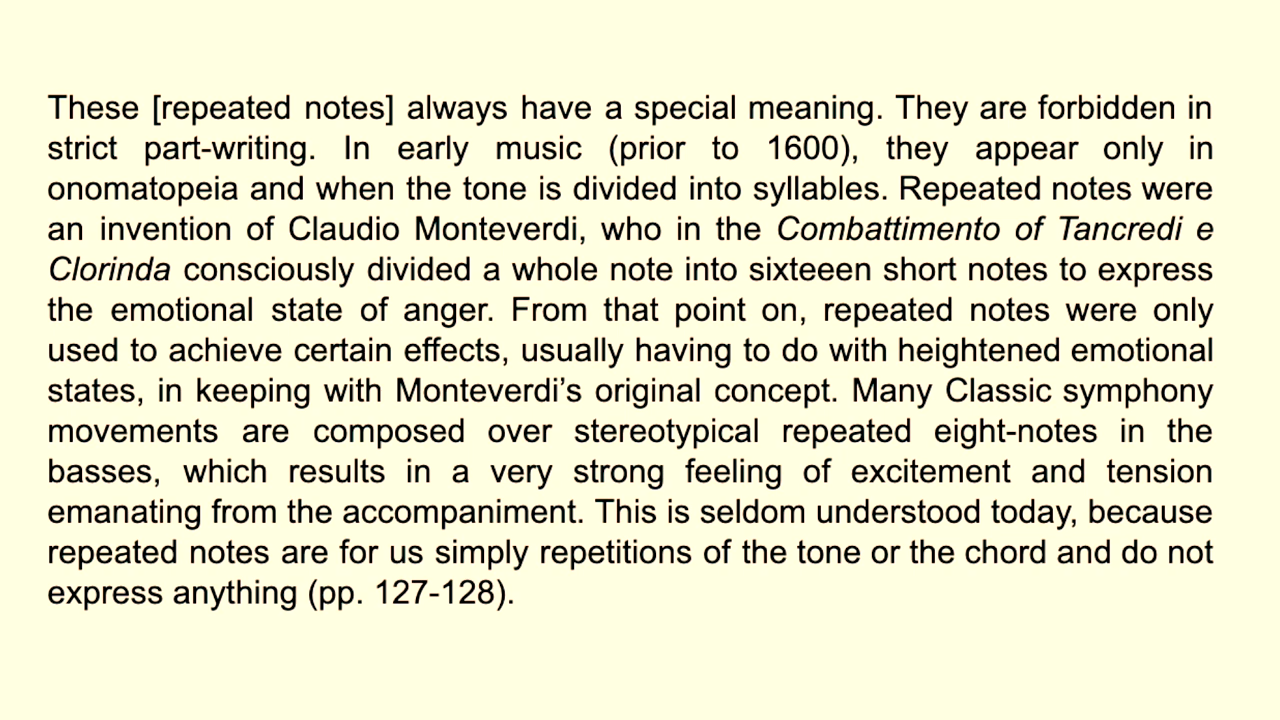 These [repeated notes] always have a special meaning. They are forbidden in
strict part-writing. In early music (prior to 1600), they appear only in
onomatopeia and when the tone is divided into syllables. Repeated notes were
an invention of Claudio Monteverdi, who in the Combattimento of Tancredi e
Clorinda consciously divided a whole note into sixteeen short notes to express
the emotional state of anger. From that point on, repeated notes were only
used to achieve certain effects, usually having to do with heightened emotional
states, in keeping with Monteverdi’s original concept. Many Classic symphony
movements are composed over stereotypical repeated eight-notes in the
basses, which results in a very strong feeling of excitement and tension
emanating from the accompaniment. This is seldom understood today, because
repeated notes are for us simply repetitions of the tone or the chord and do not
express anything (pp. 127-128).